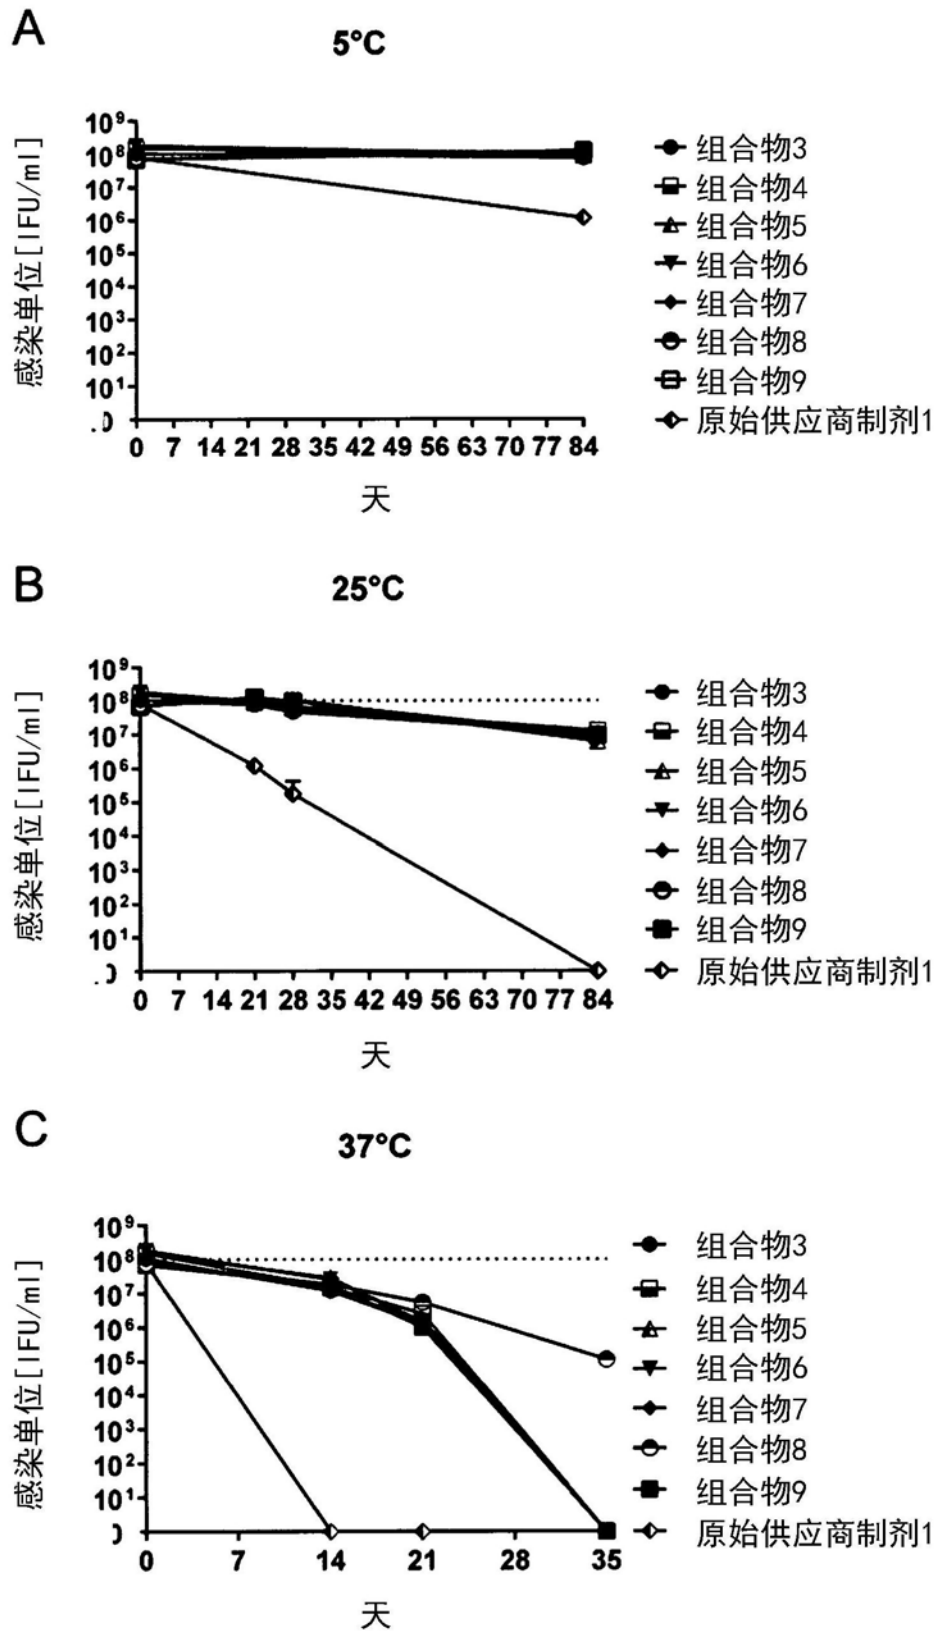 A
5°C
感染单位[IFU/ml]
10⁹
10⁸
10⁷
10⁶
10⁵
10⁴
10³
10²
10¹
0 7 14 21 28 35 42 49 56 63 70 77 84
天
组合物3
组合物4
组合物5
组合物6
组合物7
组合物8
组合物9
原始供应商制剂1
B
25°C
感染单位[IFU/ml]
10⁹
10⁸
10⁷
10⁶
10⁵
10⁴
10³
10²
10¹
0 7 14 21 28 35 42 49 56 63 70 77 84
天
组合物3
组合物4
组合物5
组合物6
组合物7
组合物8
组合物9
原始供应商制剂1
C
37°C
感染单位[IFU/ml]
10⁹
10⁸
10⁷
10⁶
10⁵
10⁴
10³
10²
10¹
0 7 14 21 28 35
天
组合物3
组合物4
组合物5
组合物6
组合物7
组合物8
组合物9
原始供应商制剂1